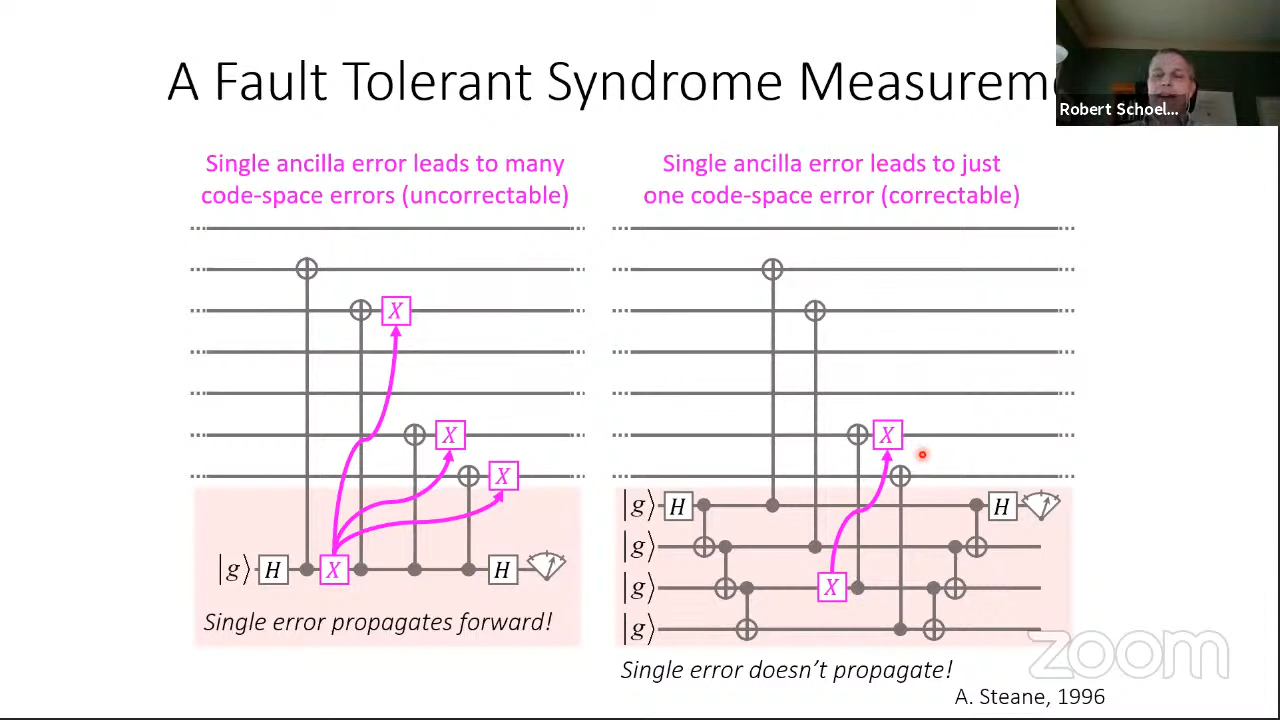 A Fault Tolerant Syndrome Measurem
Robert Schoel...
Single ancilla error leads to many
code-space errors (uncorrectable)
Single ancilla error leads to just
one code-space error (correctable)
X
X
X
|g⟩ H X H
Single error propagates forward!
X
|g⟩ H H
|g⟩
|g⟩ X
|g⟩
Single error doesn't propagate!
zoom
A. Steane, 1996